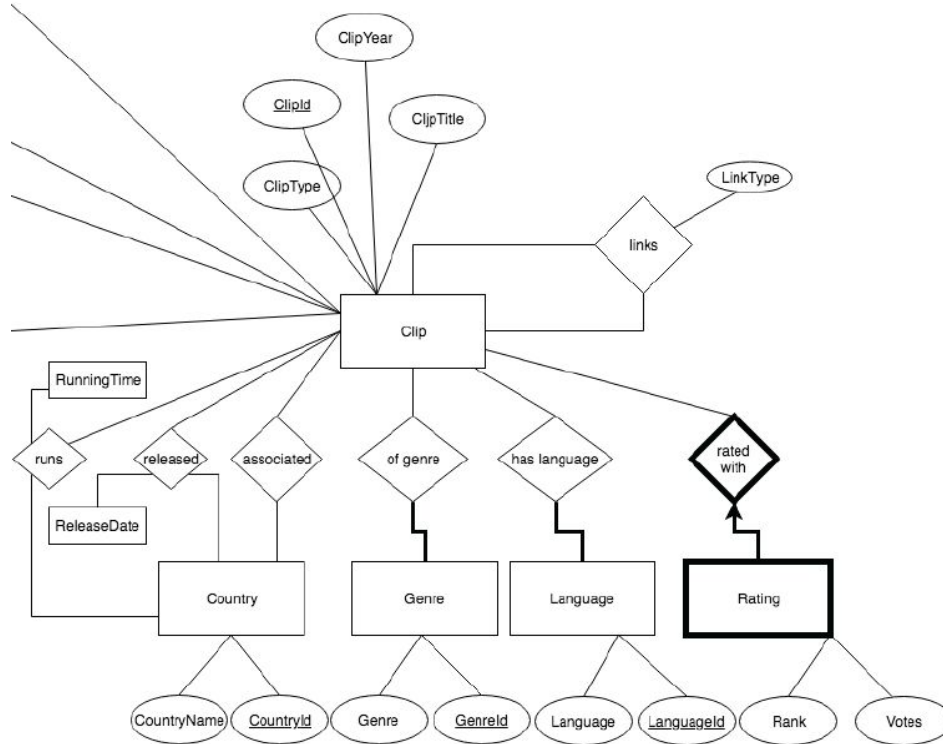 ClipYear
ClipId
CljpTitle
ClipType
LinkType
links
Clip
RunningTime
runs
released
associated
of genre
has language
rated
with
ReleaseDate
Country
Genre
Language
Rating
CountryName
CountryId
Genre
GenreId
Language
LanguageId
Rank
Votes